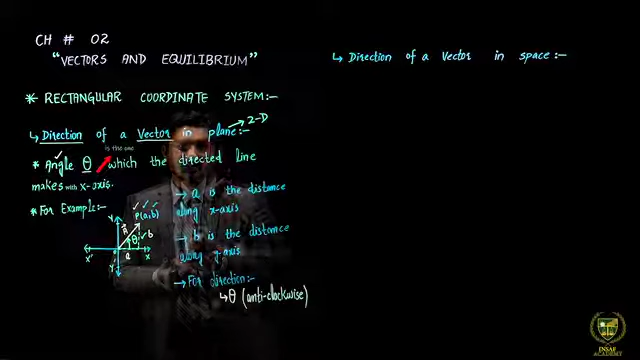 CH # 02
"VECTORS AND EQUILIBRIUM"
* RECTANGULAR COORDINATE SYSTEM:-
↳ Direction of a Vector in plane:- → 2-D
is the one
* Angle θ which the directed line
makes with X-axis.
* For Example:-
Y
P(a,b)
R
θ
b
X'
O
a
X
Y'
→ a is the distance
along x-axis
→ b is the distance
along y-axis
→ For direction:-
↳ θ (anti-clockwise)
↳ Direction of a Vector in space:-
INSAF
ACADEMY